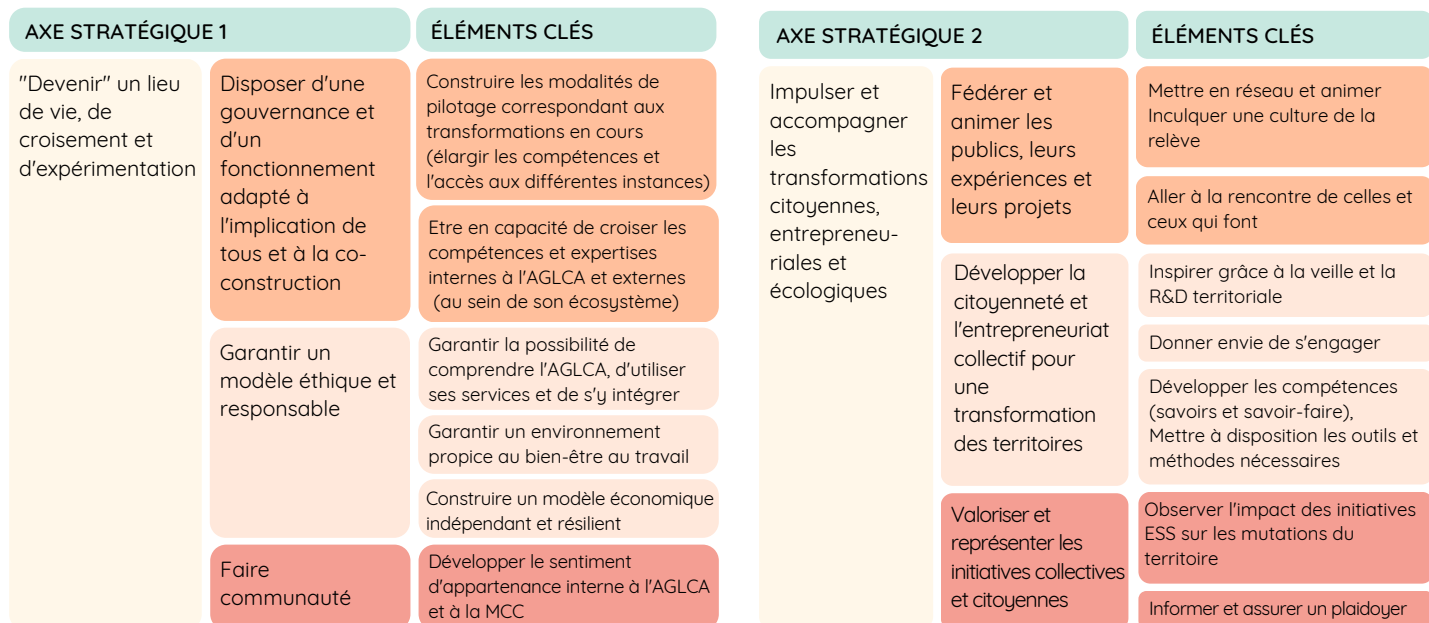 AXE STRATÉGIQUE 1
ÉLÉMENTS CLÉS
"Devenir" un lieu
de vie, de
croisement et
d'expérimentation
Disposer d'une
gouvernance et
d'un
fonctionnement
adapté à
l'implication de
tous et à la co-
construction
Construire les modalités de
pilotage correspondant aux
transformations en cours
(élargir les compétences et
l'accès aux différentes instances)
Etre en capacité de croiser les
compétences et expertises
internes à l'AGLCA et externes
(au sein de son écosystème)
Garantir un
modèle éthique et
responsable
Garantir la possibilité de
comprendre l'AGLCA, d'utiliser
ses services et de s'y intégrer
Garantir un environnement
propice au bien-être au travail
Construire un modèle économique
indépendant et résilient
Faire
communauté
Développer le sentiment
d'appartenance interne à l'AGLCA
et à la MCC
AXE STRATÉGIQUE 2
ÉLÉMENTS CLÉS
Impulser et
accompagner
les
transformations
citoyennes,
entrepreneu-
riales et
écologiques
Fédérer et
animer les
publics, leurs
expériences et
leurs projets
Mettre en réseau et animer
Inculquer une culture de la
relève
Aller à la rencontre de celles et
ceux qui font
Développer la
citoyenneté et
l'entrepreneuriat
collectif pour
une
transformation
des territoires
Inspirer grâce à la veille et la
R&D territoriale
Donner envie de s'engager
Développer les compétences
(savoirs et savoir-faire),
Mettre à disposition les outils et
méthodes nécessaires
Valoriser et
représenter les
initiatives collectives
et citoyennes
Observer l'impact des initiatives
ESS sur les mutations du
territoire
Informer et assurer un plaidoyer